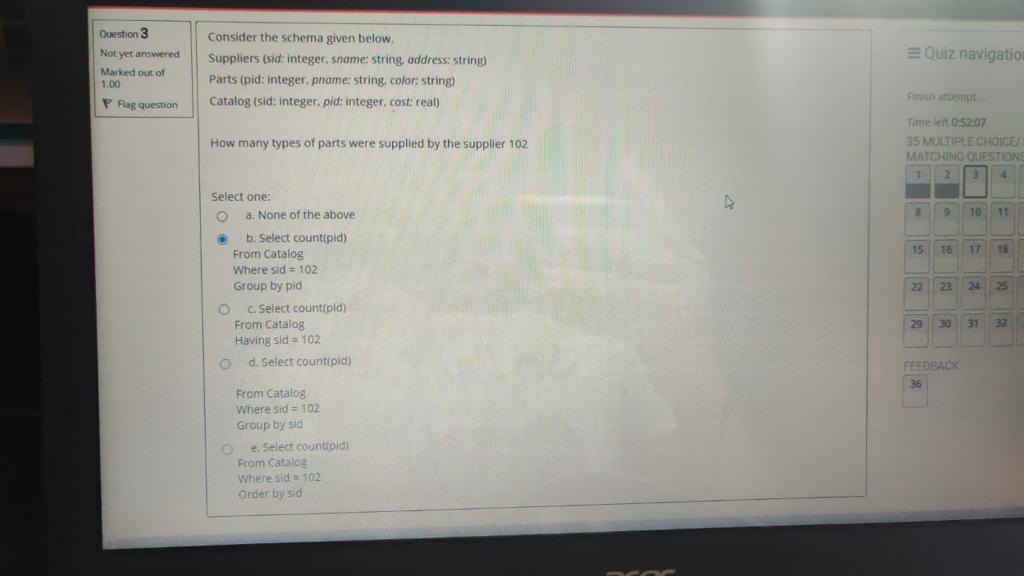 Question 3
Not yet answered
Marked out of
1.00
Flag question
Consider the schema given below.
Suppliers (sid: integer, sname: string, address: string)
Parts (pid: integer, pname: string, color: string)
Catalog (sid: integer, pid: integer, cost: real)
How many types of parts were supplied by the supplier 102
Select one:
a. None of the above
b. Select count(pid)
From Catalog
Where sid = 102
Group by pid
c. Select count(pid)
From Catalog
Having sid = 102
d. Select count(pid)
From Catalog
Where sid = 102
Group by sid
e. Select count(pid)
From Catalog
Where sid = 102
Order by sid
Quiz navigation
Finish attempt...
Time left 0:52:07
35 MULTIPLE CHOICE/
MATCHING QUESTIONS
1 2 3 4
8 9 10 11
15 16 17 18
22 23 24 25
29 30 31 32
FEEDBACK
36
acer